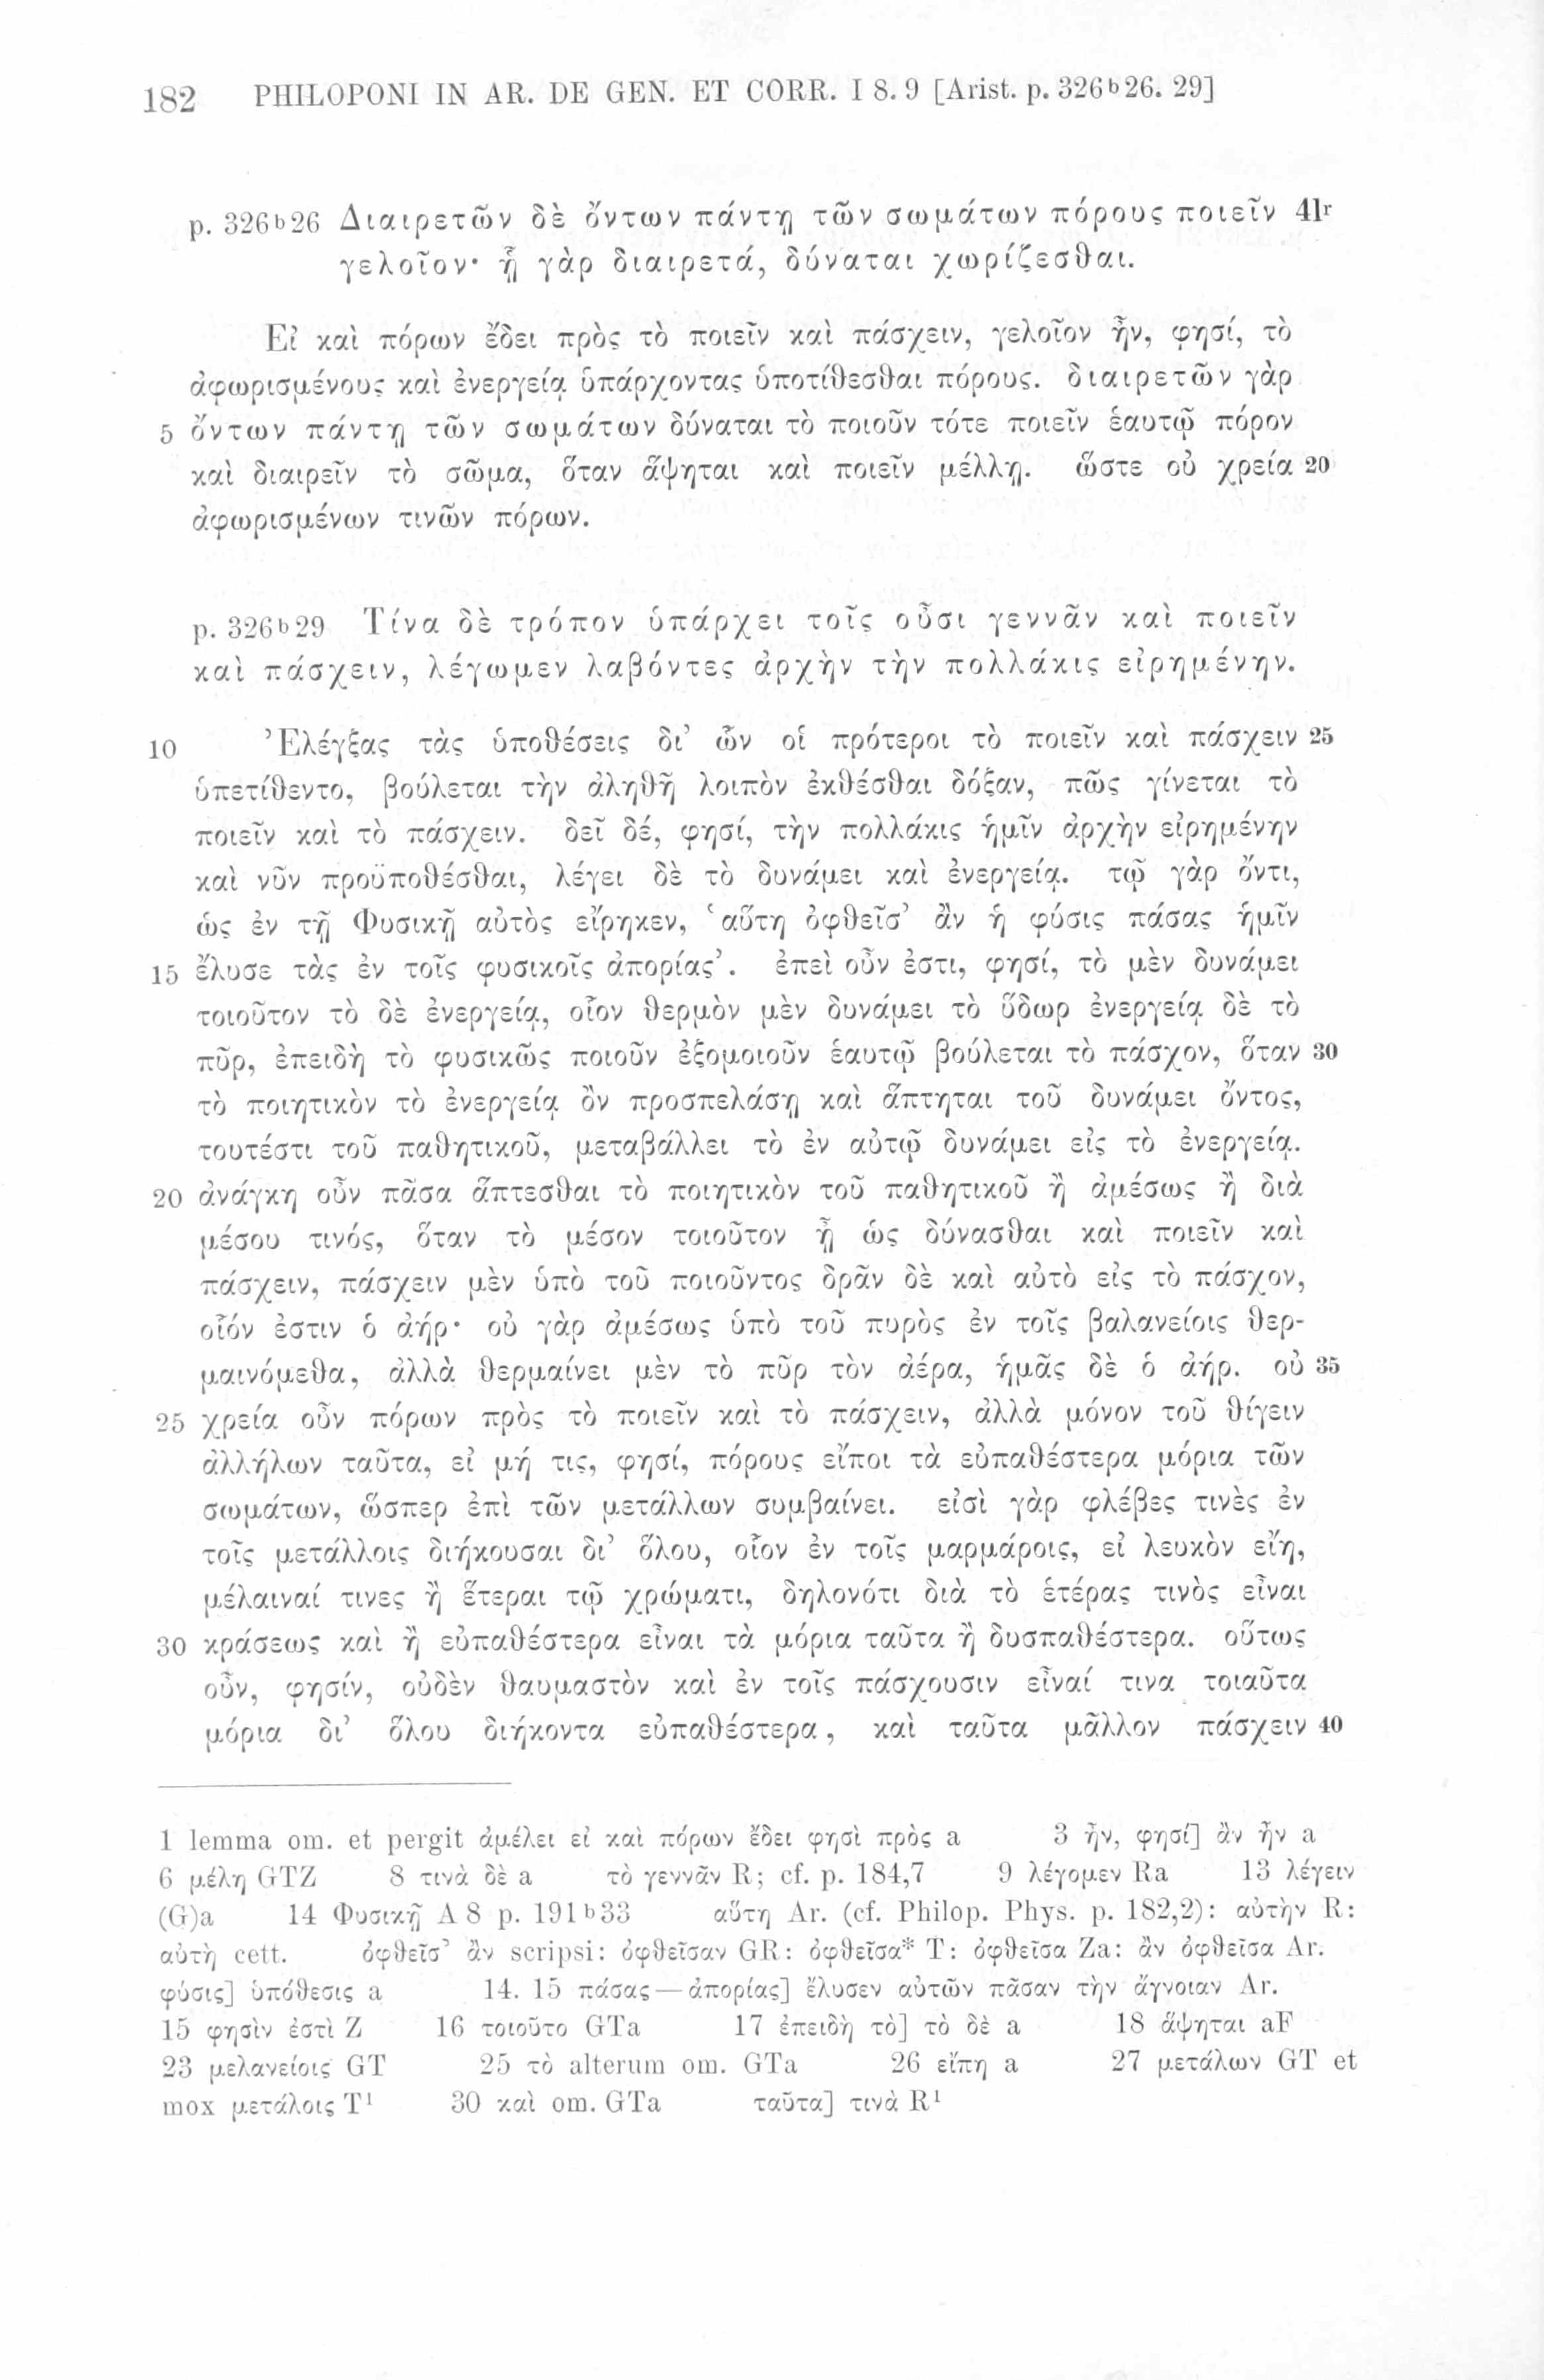 182 PHILOPONI IN AR. DE GEN. ET CORR. I 8. 9 [Arist. p. 326ᵇ26. 29]
p. 326ᵇ26 Διαιρετῶν δὲ ὄντων πάντῃ τῶν σωμάτων πόρους ποιεῖν 41ʳ
γελοῖον· ᾗ γὰρ διαιρετά, δύναται χωρίζεσθαι.
Εἰ καὶ πόρων ἔδει πρὸς τὸ ποιεῖν καὶ πάσχειν, γελοῖον ἦν, φησί, τὸ
ἀφωρισμένους καὶ ἐνεργείᾳ ὑπάρχοντας ὑποτίθεσθαι πόρους. διαιρετῶν γὰρ
5 ὄντων πάντῃ τῶν σωμάτων δύναται τὸ ποιοῦν τότε ποιεῖν ἑαυτῷ πόρον
καὶ διαιρεῖν τὸ σῶμα, ὅταν ἅψηται καὶ ποιεῖν μέλλῃ. ὥστε οὐ χρεία 20
ἀφωρισμένων τινῶν πόρων.
p. 326ᵇ29 Τίνα δὲ τρόπον ὑπάρχει τοῖς οὖσι γεννᾶν καὶ ποιεῖν
καὶ πάσχειν, λέγωμεν λαβόντες ἀρχὴν τὴν πολλάκις εἰρημένην.
10 Ἐλέγξας τὰς ὑποθέσεις δι’ ὧν οἱ πρότεροι τὸ ποιεῖν καὶ πάσχειν 25
ὑπετίθεντο, βούλεται τὴν ἀληθῆ λοιπὸν ἐκθέσθαι δόξαν, πῶς γίνεται τὸ
ποιεῖν καὶ τὸ πάσχειν. δεῖ δέ, φησί, τὴν πολλάκις ἡμῖν ἀρχὴν εἰρημένην
καὶ νῦν προϋποθέσθαι, λέγει δὲ τὸ δυνάμει καὶ ἐνεργείᾳ. τῷ γὰρ ὄντι,
ὡς ἐν τῇ Φυσικῇ αὐτὸς εἴρηκεν, ‘αὕτη ὀφθεῖσ’ ἂν ἡ φύσις πάσας ἡμῖν
15 ἔλυσε τὰς ἐν τοῖς φυσικοῖς ἀπορίας’. ἐπεὶ οὖν ἐστι, φησί, τὸ μὲν δυνάμει
τοιοῦτον τὸ δὲ ἐνεργείᾳ, οἷον θερμὸν μὲν δυνάμει τὸ ὕδωρ ἐνεργείᾳ δὲ τὸ
πῦρ, ἐπειδὴ τὸ φυσικῶς ποιοῦν ἐξομοιοῦν ἑαυτῷ βούλεται τὸ πάσχον, ὅταν 30
τὸ ποιητικὸν τὸ ἐνεργείᾳ ὂν προσπελάσῃ καὶ ἅπτηται τοῦ δυνάμει ὄντος,
τουτέστι τοῦ παθητικοῦ, μεταβάλλει τὸ ἐν αὐτῷ δυνάμει εἰς τὸ ἐνεργείᾳ.
20 ἀνάγκη οὖν πᾶσα ἅπτεσθαι τὸ ποιητικὸν τοῦ παθητικοῦ ἢ ἀμέσως ἢ διὰ
μέσου τινός, ὅταν τὸ μέσον τοιοῦτον ᾖ ὡς δύνασθαι καὶ ποιεῖν καὶ
πάσχειν, πάσχειν μὲν ὑπὸ τοῦ ποιοῦντος δρᾶν δὲ καὶ αὐτὸ εἰς τὸ πάσχον,
οἷόν ἐστιν ὁ ἀήρ· οὐ γὰρ ἀμέσως ὑπὸ τοῦ πυρὸς ἐν τοῖς βαλανείοις θερ-
μαινόμεθα, ἀλλὰ θερμαίνει μὲν τὸ πῦρ τὸν ἀέρα, ἡμᾶς δὲ ὁ ἀήρ. οὐ 35
25 χρεία οὖν πόρων πρὸς τὸ ποιεῖν καὶ τὸ πάσχειν, ἀλλὰ μόνον τοῦ θίγειν
ἀλλήλων ταῦτα, εἰ μή τις, φησί, πόρους εἴποι τὰ εὐπαθέστερα μόρια τῶν
σωμάτων, ὥσπερ ἐπὶ τῶν μετάλλων συμβαίνει. εἰσὶ γὰρ φλέβες τινὲς ἐν
τοῖς μετάλλοις διήκουσαι δι’ ὅλου, οἷον ἐν τοῖς μαρμάροις, εἰ λευκὸν εἴη,
μέλαιναί τινες ἢ ἕτεραι τῷ χρώματι, δηλονότι διὰ τὸ ἑτέρας τινὸς εἶναι
30 κράσεως καὶ ἢ εὐπαθέστερα εἶναι τὰ μόρια ταῦτα ἢ δυσπαθέστερα. οὕτως
οὖν, φησίν, οὐδὲν θαυμαστὸν καὶ ἐν τοῖς πάσχουσιν εἶναί τινα τοιαῦτα
μόρια δι’ ὅλου διήκοντα εὐπαθέστερα, καὶ ταῦτα μᾶλλον πάσχειν 40
1 lemma om. et pergit ἀμέλει εἰ καὶ πόρων ἔδει φησὶ πρὸς a 3 ἦν, φησί] ἂν ἦν a
6 μέλη GTZ 8 τινὰ δὲ a τὸ γεννᾶν R; cf. p. 184,7 9 λέγομεν Ra 13 λέγειν
(G)a 14 Φυσικῇ Α 8 p. 191ᵇ33 αὕτη Ar. (cf. Philop. Phys. p. 182,2): αὐτὴν R:
αὐτὴ cett. ὀφθεῖσ’ ἂν scripsi: ὀφθεῖσαν GR: ὀφθεῖσα* T: ὀφθεῖσα Za: ἂν ὀφθεῖσα Ar.
φύσις] ὑπόθεσις a 14. 15 πάσας — ἀπορίας] ἔλυσεν αὐτῶν πᾶσαν τὴν ἄγνοιαν Ar.
15 φησὶν ἐστὶ Z 16 τοιοῦτο GTa 17 ἐπειδὴ τὸ] τὸ δὲ a 18 ἅψηται aF
23 μελανείοις GT 25 τὸ alterum om. GTa 26 εἴπη a 27 μετάλων GT et
mox μετάλοις T¹ 30 καὶ om. GTa ταῦτα] τινὰ R¹